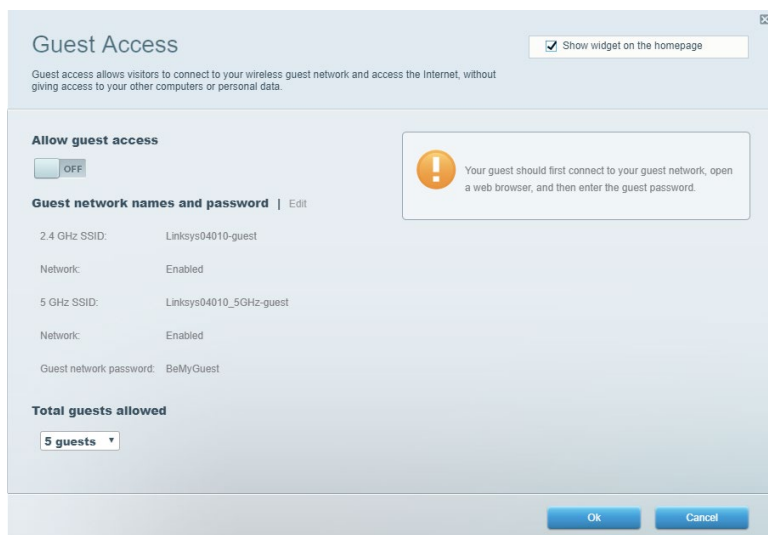 Guest Access
Show widget on the homepage
Guest access allows visitors to connect to your wireless guest network and access the Internet, without
giving access to your other computers or personal data.
Allow guest access
OFF
Your guest should first connect to your guest network, open
a web browser, and then enter the guest password.
Guest network names and password | Edit
2.4 GHz SSID: Linksys04010-guest
Network: Enabled
5 GHz SSID: Linksys04010_5GHz-guest
Network: Enabled
Guest network password: BeMyGuest
Total guests allowed
5 guests
Ok Cancel